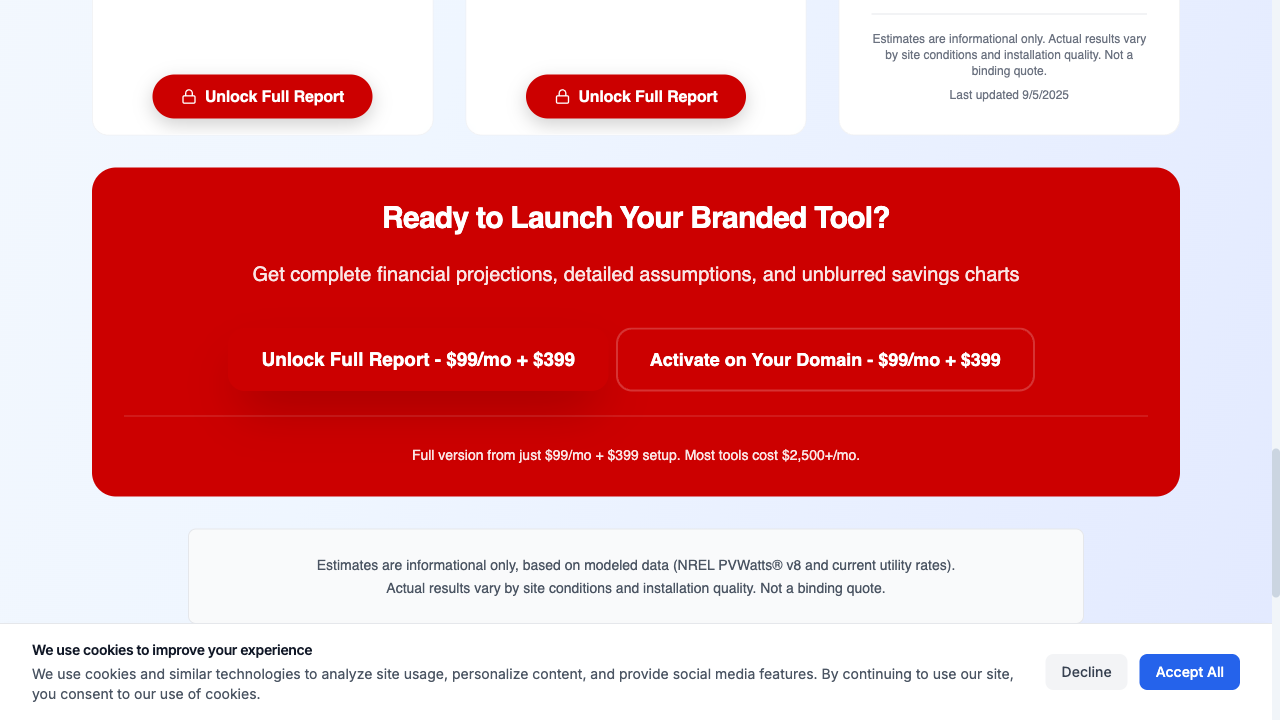 Unlock Full Report
Unlock Full Report
Estimates are informational only. Actual results vary
by site conditions and installation quality. Not a
binding quote.
Last updated 9/5/2025
Ready to Launch Your Branded Tool?
Get complete financial projections, detailed assumptions, and unblurred savings charts
Unlock Full Report - $99/mo + $399
Activate on Your Domain - $99/mo + $399
Full version from just $99/mo + $399 setup. Most tools cost $2,500+/mo.
Estimates are informational only, based on modeled data (NREL PVWatts® v8 and current utility rates).
Actual results vary by site conditions and installation quality. Not a binding quote.
We use cookies to improve your experience
We use cookies and similar technologies to analyze site usage, personalize content, and provide social media features. By continuing to use our site,
you consent to our use of cookies.
Decline
Accept All